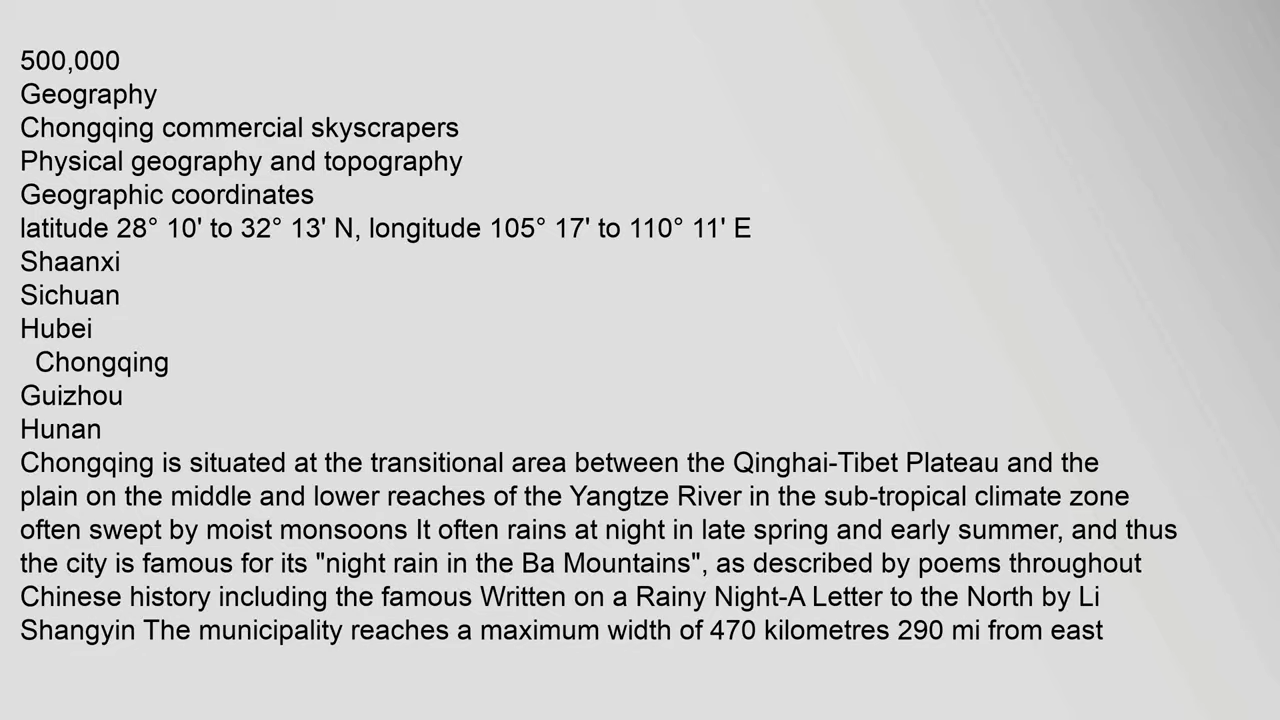 500,000
Geography
Chongqing commercial skyscrapers
Physical geography and topography
Geographic coordinates
latitude 28° 10' to 32° 13' N, longitude 105° 17' to 110° 11' E
Shaanxi
Sichuan
Hubei
Chongqing
Guizhou
Hunan
Chongqing is situated at the transitional area between the Qinghai-Tibet Plateau and the
plain on the middle and lower reaches of the Yangtze River in the sub-tropical climate zone
often swept by moist monsoons It often rains at night in late spring and early summer, and thus
the city is famous for its "night rain in the Ba Mountains", as described by poems throughout
Chinese history including the famous Written on a Rainy Night-A Letter to the North by Li
Shangyin The municipality reaches a maximum width of 470 kilometres 290 mi from east